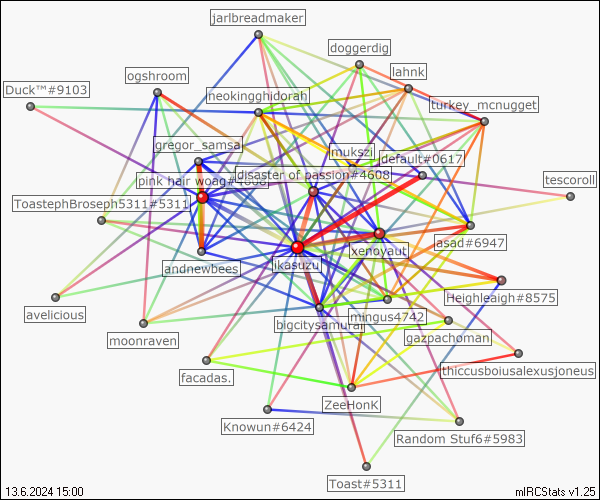 jarlbreadmaker
doggerdig
lahnk
ogshroom
Duck™#9103
neokingghidorah
turkey_mcnugget
gregor_samsa
mukszi
default#0617
pink hair woag#4668
disaster of passion#4608
tescoroll
ToastephBroseph5311#5311
asad#6947
xenoyaut
ikasuzu
andnewbees
Heighleaigh#8575
avelicious
mingus4742
bigcitysamurai
gazpachoman
moonraven
thiccusboiusalexusjoneus
facadas.
ZeeHonK
Knowun#6424
Random Stuf6#5983
Toast#5311
13.6.2024 15:00
mIRCStats v1.25